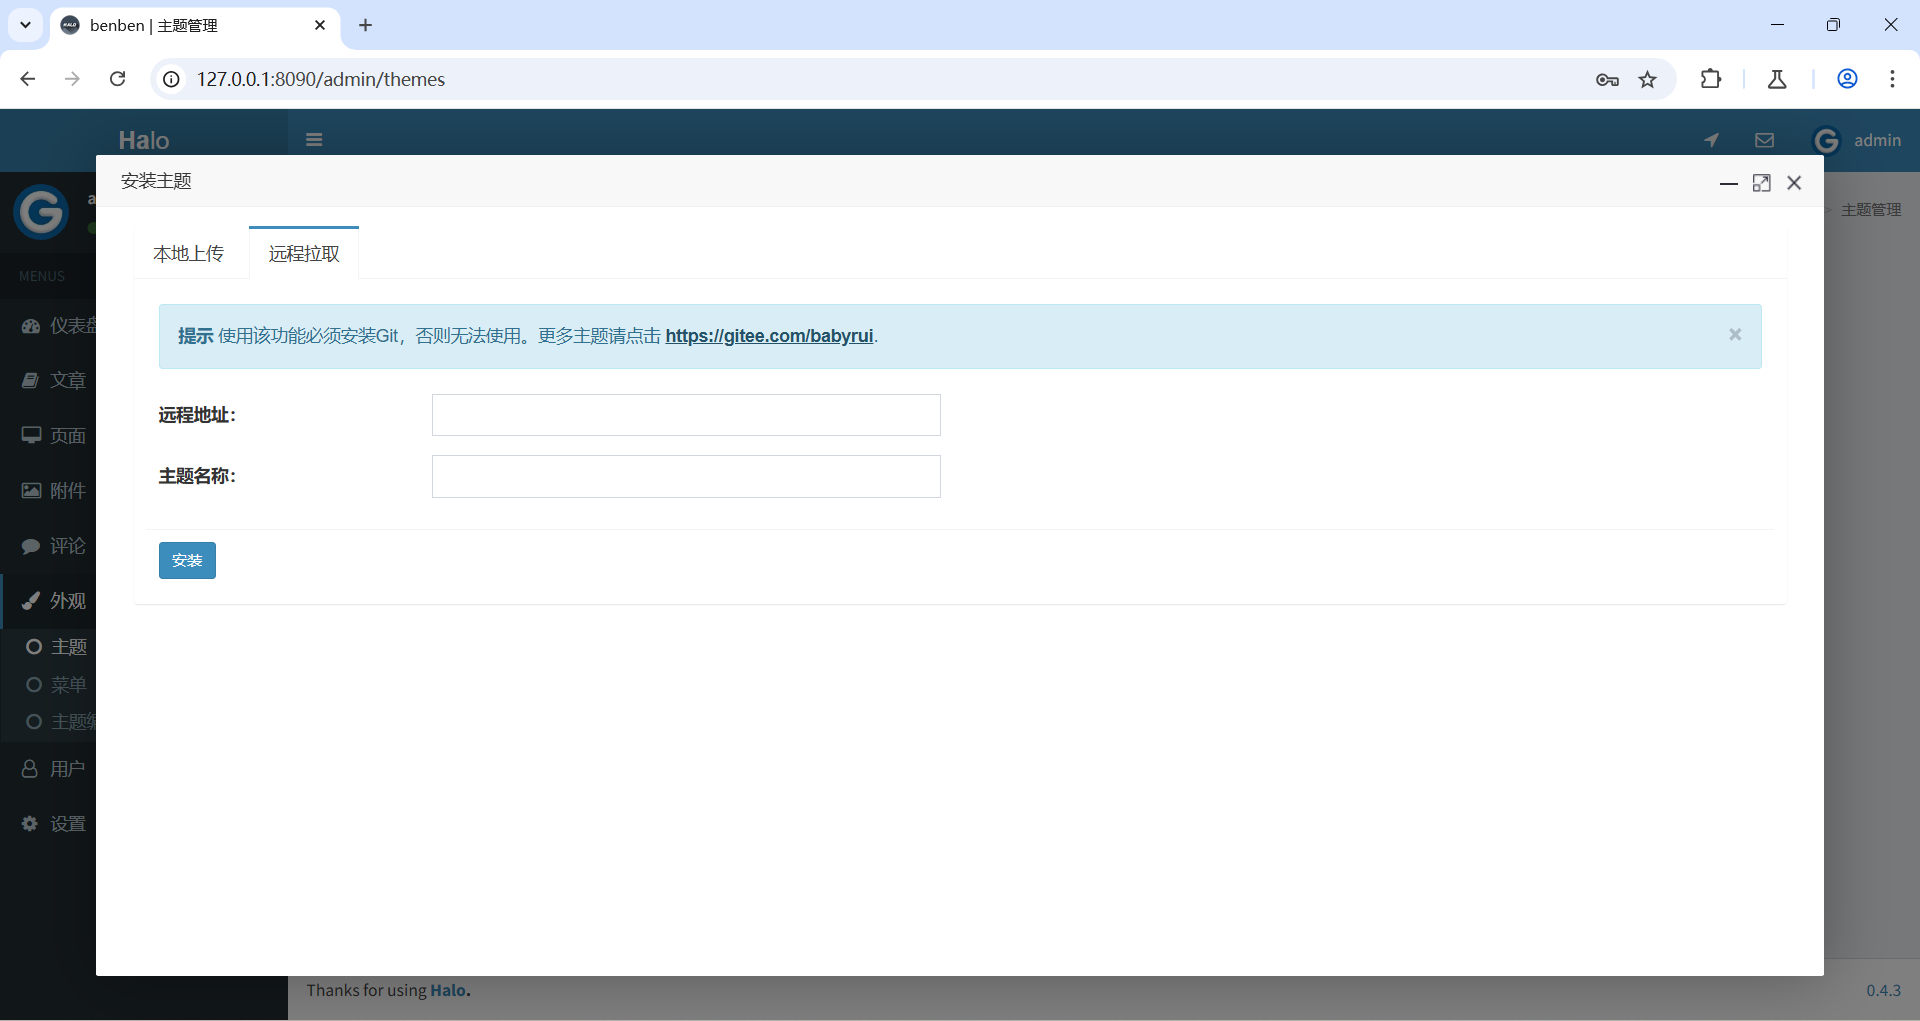 benben | 主题管理
127.0.0.1:8090/admin/themes
Halo
admin
安装主题
主题管理
本地上传
远程拉取
MENUS
提示 使用该功能必须安装Git，否则无法使用。更多主题请点击 https://gitee.com/babyrui.
仪表盘
文章
远程地址：
页面
主题名称：
附件
评论
安装
外观
主题
菜单
主题编
用户
设置
Thanks for using Halo.
0.4.3